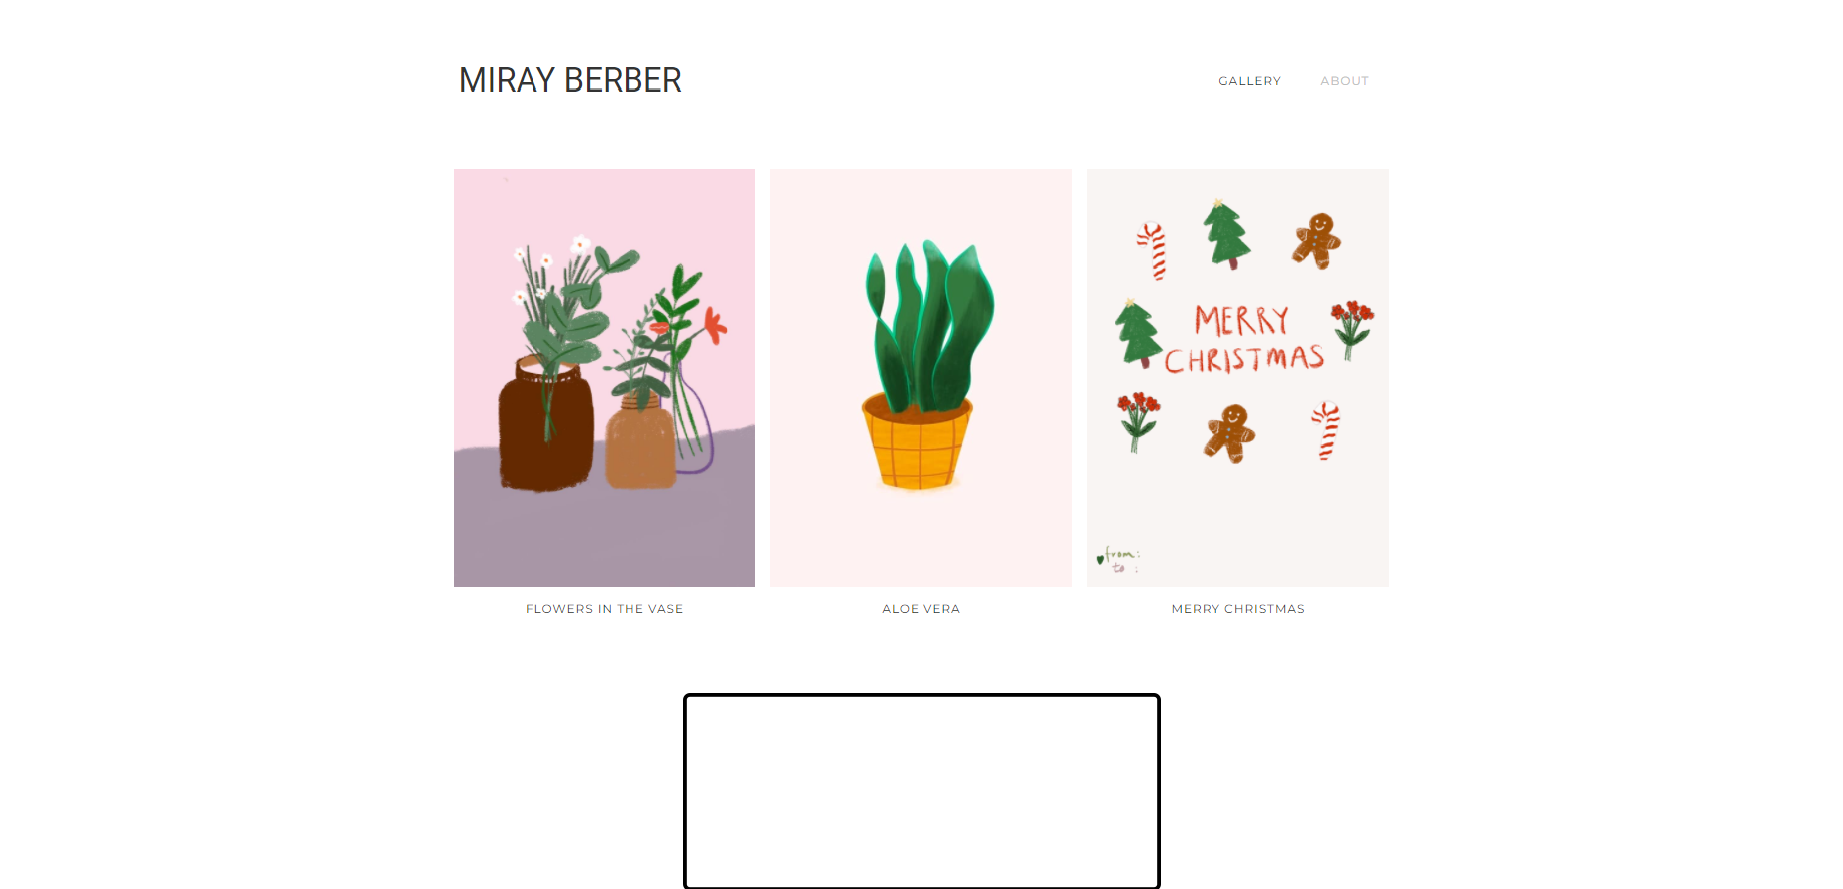 MIRAY BERBER
GALLERY ABOUT
MERRY
CHRISTMAS
from:
to :
FLOWERS IN THE VASE
ALOE VERA
MERRY CHRISTMAS